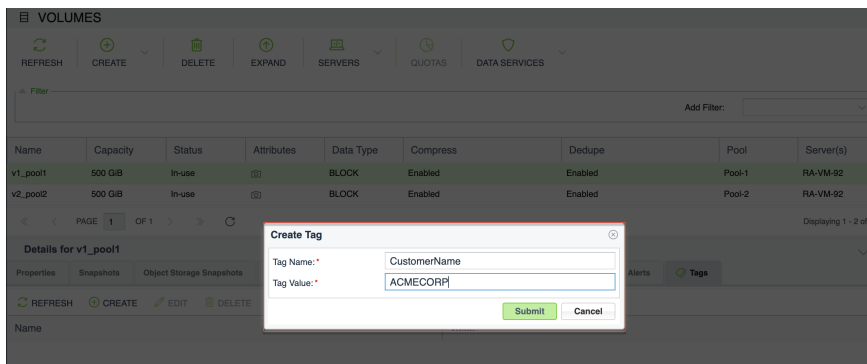 VOLUMES
REFRESH CREATE DELETE EXPAND SERVERS QUOTAS DATA SERVICES
Filter
Add Filter:
Name Capacity Status Attributes Data Type Compress Dedupe Pool Server(s)
v1_pool1 500 GiB In-use BLOCK Enabled Enabled Pool-1 RA-VM-92
v2_pool2 500 GiB In-use BLOCK Enabled Enabled Pool-2 RA-VM-92
PAGE 1 OF 1 Displaying 1 - 2 of
Create Tag
Details for v1_pool1
Tag Name:* CustomerName
Properties Snapshots Object Storage Snapshots Alerts Tags
Tag Value:* ACMECORP
REFRESH CREATE EDIT DELETE
Submit Cancel
Name